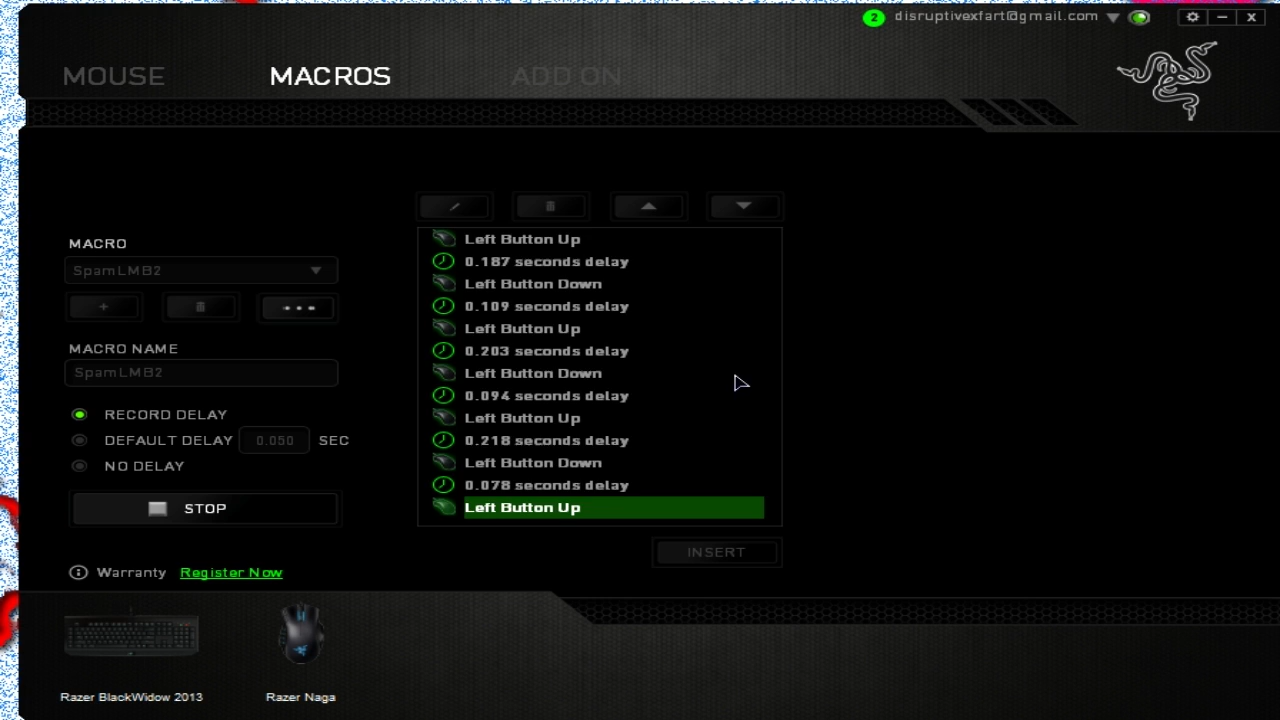 2 disruptivexfart@gmail.com
MOUSE MACROS ADD ON
MACRO
SpamLMB2
MACRO NAME
SpamLMB2
RECORD DELAY
DEFAULT DELAY 0.050 SEC
NO DELAY
STOP
Left Button Up
0.187 seconds delay
Left Button Down
0.109 seconds delay
Left Button Up
0.203 seconds delay
Left Button Down
0.094 seconds delay
Left Button Up
0.218 seconds delay
Left Button Down
0.078 seconds delay
Left Button Up
INSERT
Warranty Register Now
Razer BlackWidow 2013
Razer Naga